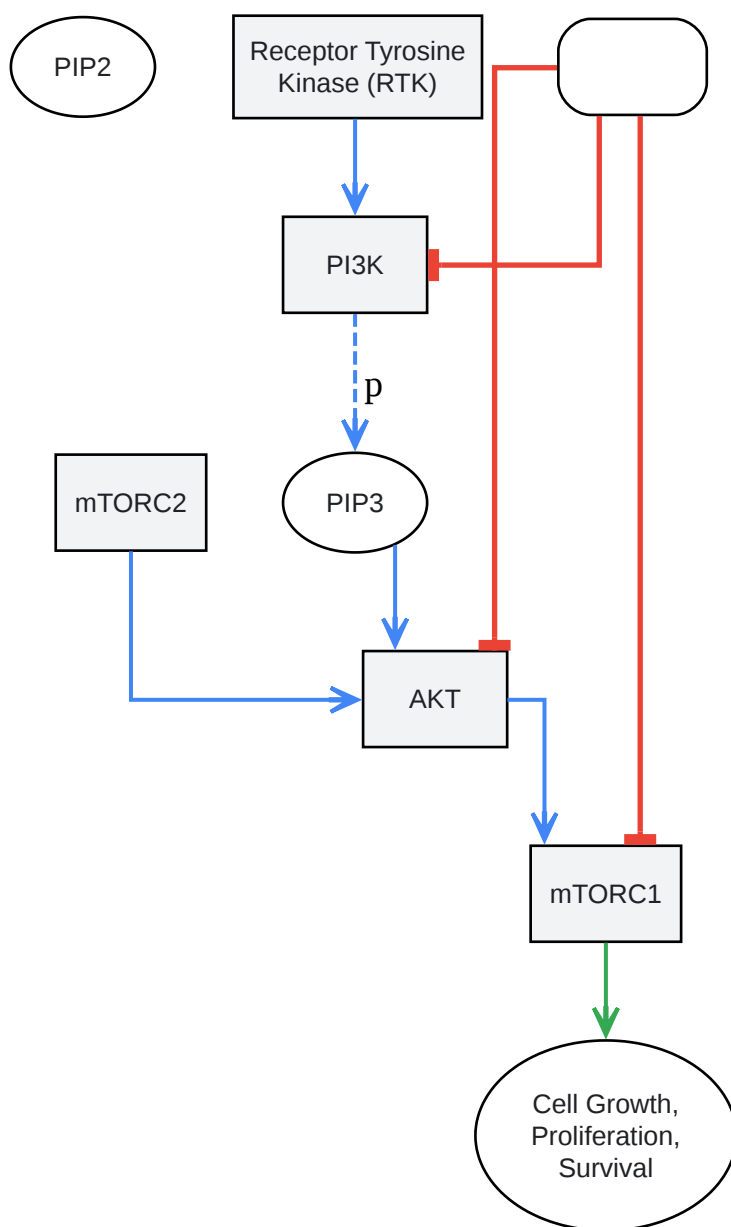 PIP2
Receptor Tyrosine
Kinase (RTK)
PI3K
p
mTORC2
PIP3
AKT
mTORC1
Cell Growth,
Proliferation,
Survival